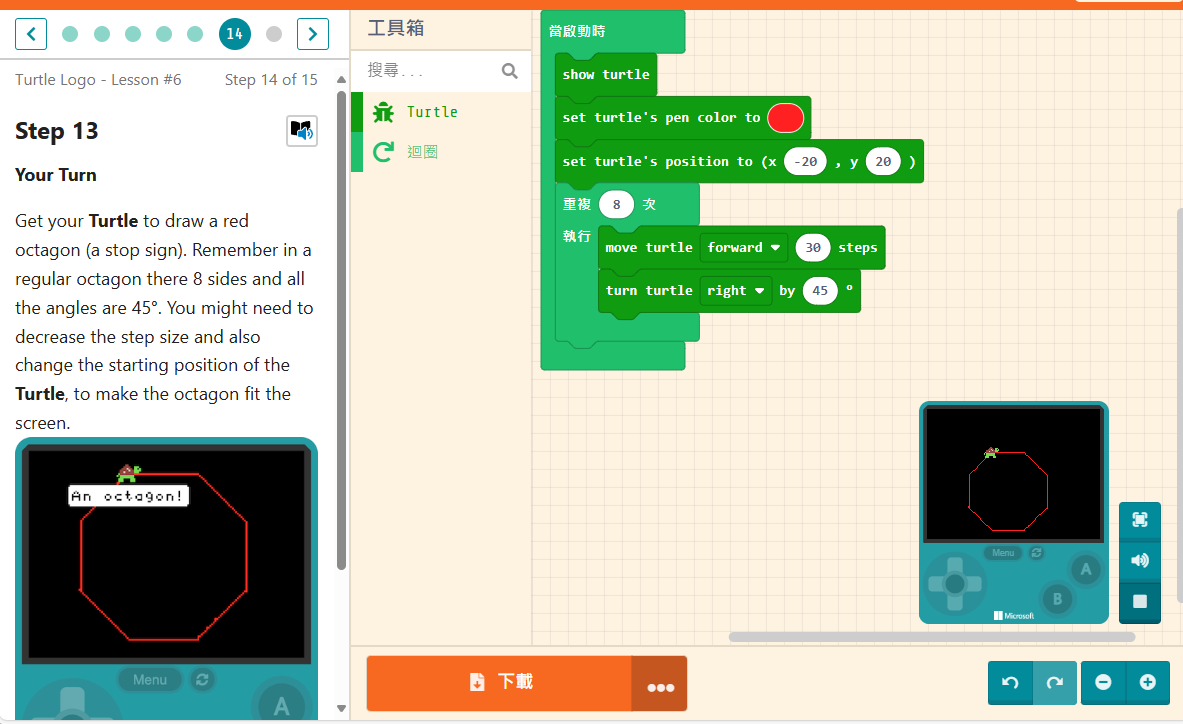 14
Turtle Logo - Lesson #6 Step 14 of 15
Step 13
Your Turn
Get your Turtle to draw a red
octagon (a stop sign). Remember in a
regular octagon there 8 sides and all
the angles are 45°. You might need to
decrease the step size and also
change the starting position of the
Turtle, to make the octagon fit the
screen.
An octagon!
Menu
A
工具箱
搜尋...
Turtle
迴圈
當啟動時
show turtle
set turtle's pen color to
set turtle's position to (x -20 , y 20 )
重複 8 次
執行
move turtle forward 30 steps
turn turtle right by 45 °
Menu
A
B
Microsoft
下載